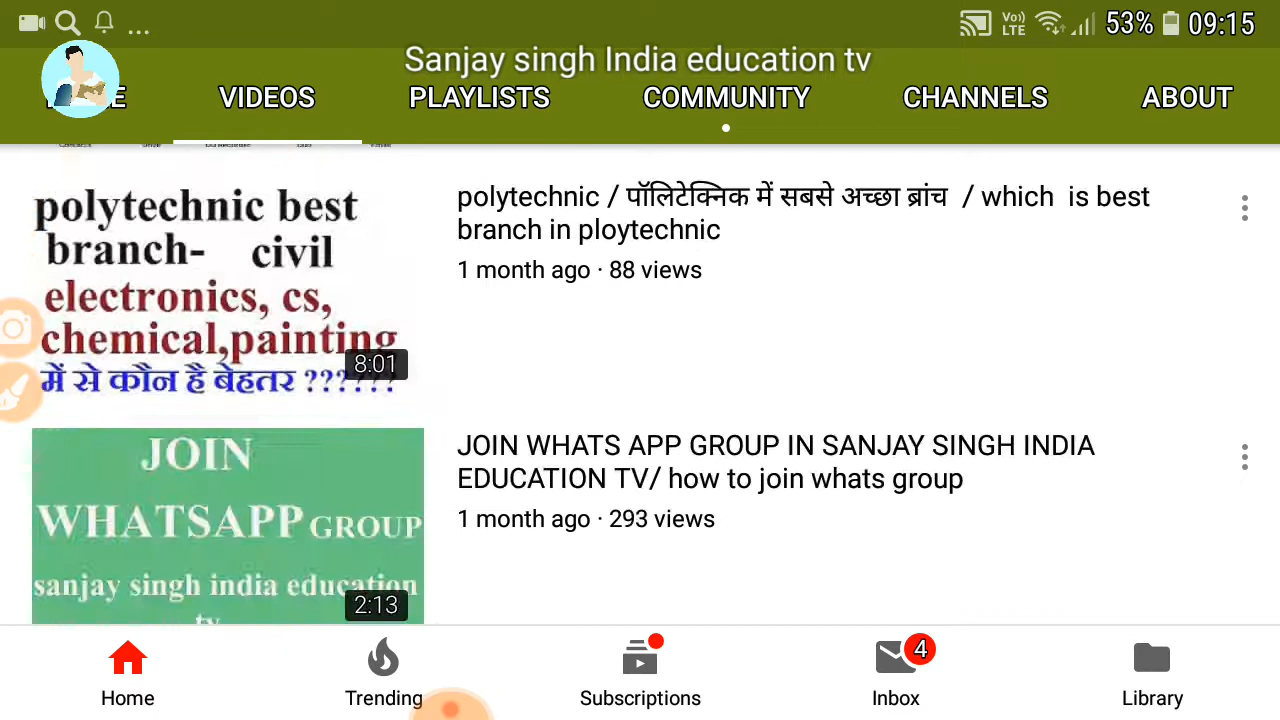 ... Vo)) LTE 53% 09:15
Sanjay singh India education tv
VIDEOS PLAYLISTS COMMUNITY CHANNELS ABOUT
polytechnic best
branch- civil
electronics, cs,
chemical,painting
में से कौन है बेहतर ??????
8:01
polytechnic / पॉलिटेक्निक में सबसे अच्छा ब्रांच / which is best
branch in ploytechnic
1 month ago · 88 views
JOIN
WHATSAPP GROUP
sanjay singh india education
tv
2:13
JOIN WHATS APP GROUP IN SANJAY SINGH INDIA
EDUCATION TV/ how to join whats group
1 month ago · 293 views
4
Home Trending Subscriptions Inbox Library